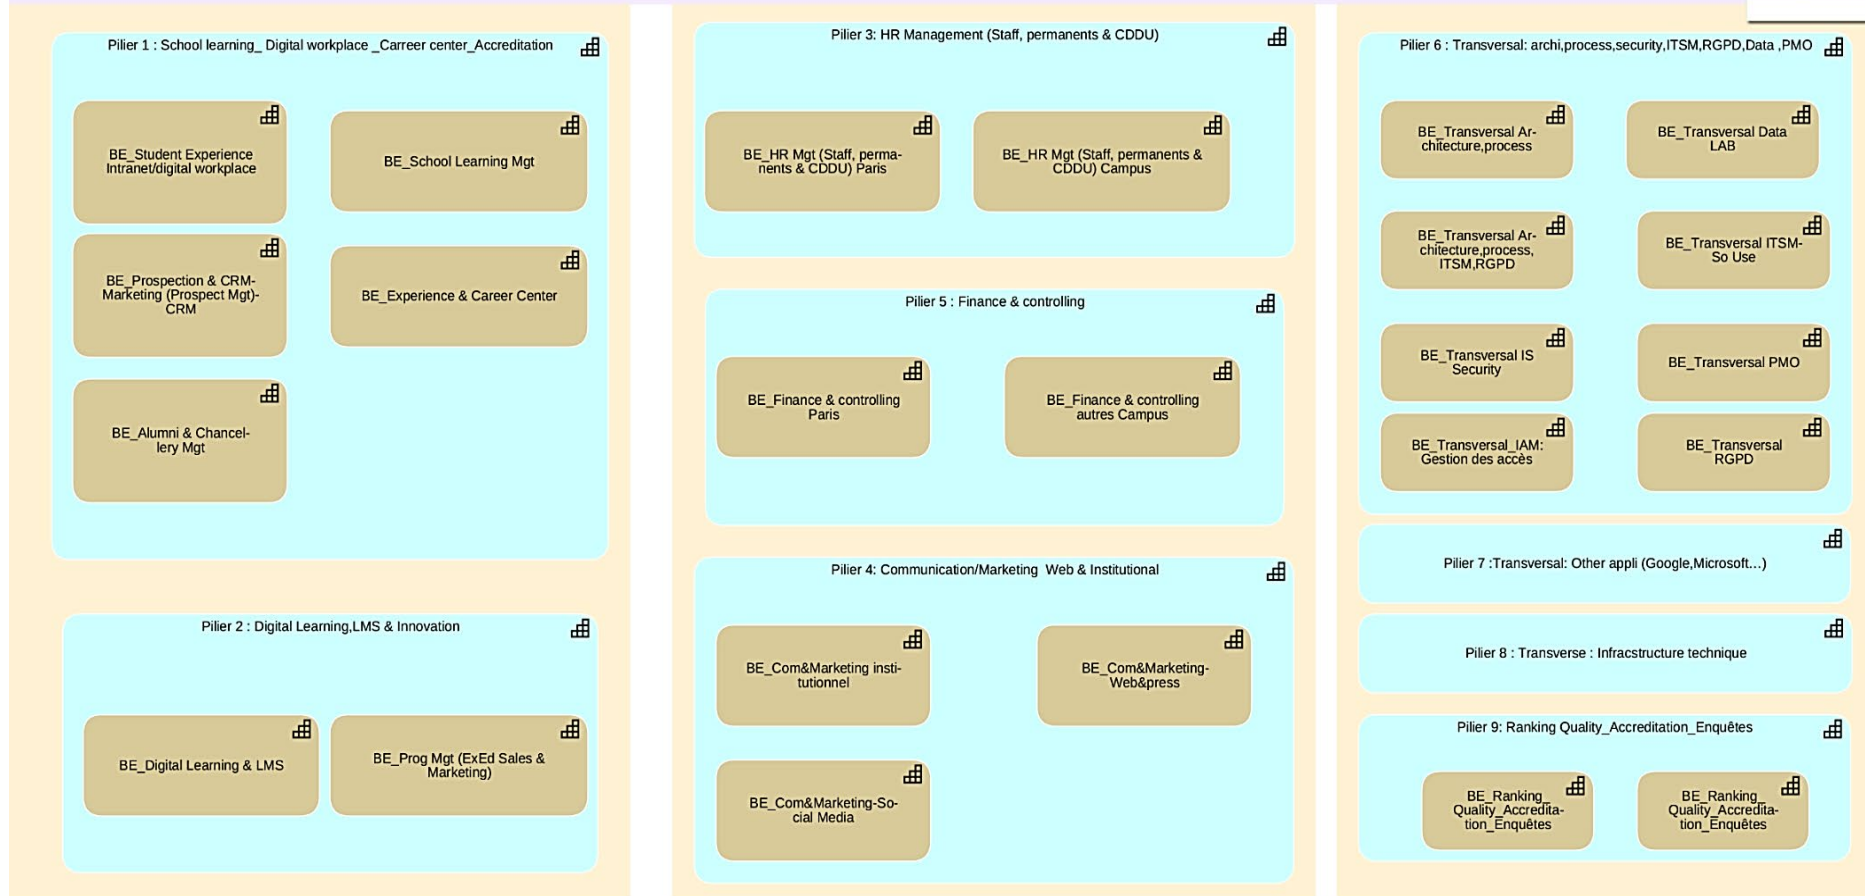 Pilier 1 : School learning_ Digital workplace _Carreer center_Accreditation
BE_Student Experience
Intranet/digital workplace
BE_School Learning Mgt
BE_Prospection & CRM-
Marketing (Prospect Mgt)-
CRM
BE_Experience & Career Center
BE_Alumni & Chancel-
lery Mgt
Pilier 2 : Digital Learning,LMS & Innovation
BE_Digital Learning & LMS
BE_Prog Mgt (ExEd Sales &
Marketing)
Pilier 3: HR Management (Staff, permanents & CDDU)
BE_HR Mgt (Staff, perma-
nents & CDDU) Paris
BE_HR Mgt (Staff, permanents &
CDDU) Campus
Pilier 5 : Finance & controlling
BE_Finance & controlling
Paris
BE_Finance & controlling
autres Campus
Pilier 4: Communication/Marketing  Web & Institutional
BE_Com&Marketing insti-
tutionnel
BE_Com&Marketing-
Web&press
BE_Com&Marketing-So-
cial Media
Pilier 6 : Transversal: archi,process,security,ITSM,RGPD,Data ,PMO
BE_Transversal Ar-
chitecture,process
BE_Transversal Data
LAB
BE_Transversal Ar-
chitecture,process,
ITSM,RGPD
BE_Transversal ITSM-
So Use
BE_Transversal IS
Security
BE_Transversal PMO
BE_Transversal_IAM:
Gestion des accès
BE_Transversal
RGPD
Pilier 7 :Transversal: Other appli (Google,Microsoft...)
Pilier 8 : Transverse : Infracstructure technique
Pilier 9: Ranking Quality_Accreditation_Enquêtes
BE_Ranking_
Quality_Accredita-
tion_Enquêtes
BE_Ranking_
Quality_Accredita-
tion_Enquêtes